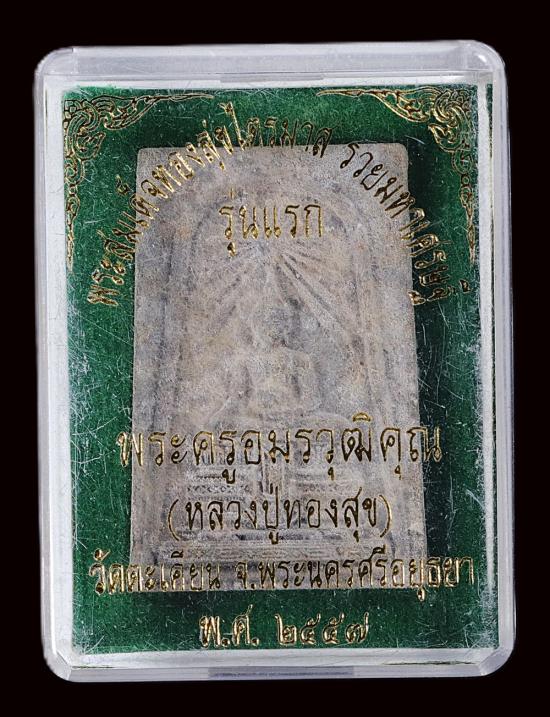 พระสมเด็จทองสุขไตรมาส รวยมหาเศรษฐี
รุ่นแรก
พระครูอมรวุฒิคุณ
(หลวงปู่ทองสุข)
วัดตะเคียน จ.พระนครศรีอยุธยา
พ.ศ. ๒๕๕๗